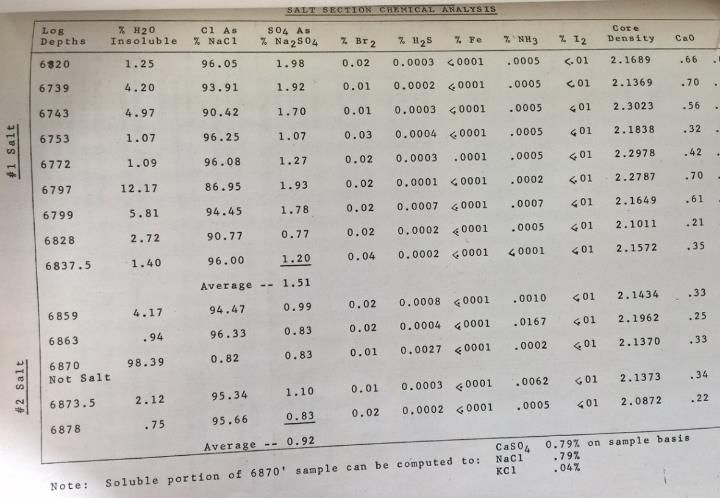 SALT SECTION CHEMICAL ANALYSIS
Log Depths % H2O Insoluble Cl As % NaCl SO4 As % Na2SO4 % Br2 % H2S % Fe % NH3 % I2 Core Density CaO
#1 Salt
6820 1.25 96.05 1.98 0.02 0.0003 <0001 .0005 <.01 2.1689 .66
6739 4.20 93.91 1.92 0.01 0.0002 <0001 .0005 <.01 2.1369 .70
6743 4.97 90.42 1.70 0.01 0.0003 <0001 .0005 <01 2.3023 .56
6753 1.07 96.25 1.07 0.03 0.0004 <0001 .0005 <01 2.1838 .32
6772 1.09 96.08 1.27 0.02 0.0003 .0001 .0005 <01 2.2978 .42
6797 12.17 86.95 1.93 0.02 0.0001 <0001 .0002 <01 2.2787 .70
6799 5.81 94.45 1.78 0.02 0.0007 <0001 .0007 <01 2.1649 .61
6828 2.72 90.77 0.77 0.02 0.0002 <0001 .0005 <01 2.1011 .21
6837.5 1.40 96.00 1.20 0.04 0.0002 <0001 <0001 <01 2.1572 .35
Average -- 1.51
#2 Salt
6859 4.17 94.47 0.99 0.02 0.0008 <0001 .0010 <01 2.1434 .33
6863 .94 96.33 0.83 0.02 0.0004 <0001 .0167 <01 2.1962 .25
6870 98.39 0.82 0.83 0.01 0.0027 <0001 .0002 <01 2.1370 .33
Not Salt
6873.5 2.12 95.34 1.10 0.01 0.0003 <0001 .0062 <01 2.1373 .34
6878 .75 95.66 0.83 0.02 0.0002 <0001 .0005 <01 2.0872 .22
Average -- 0.92
Note: Soluble portion of 6870' sample can be computed to: CaSO4 0.79% on sample basis
NaCl .79%
KCl .04%